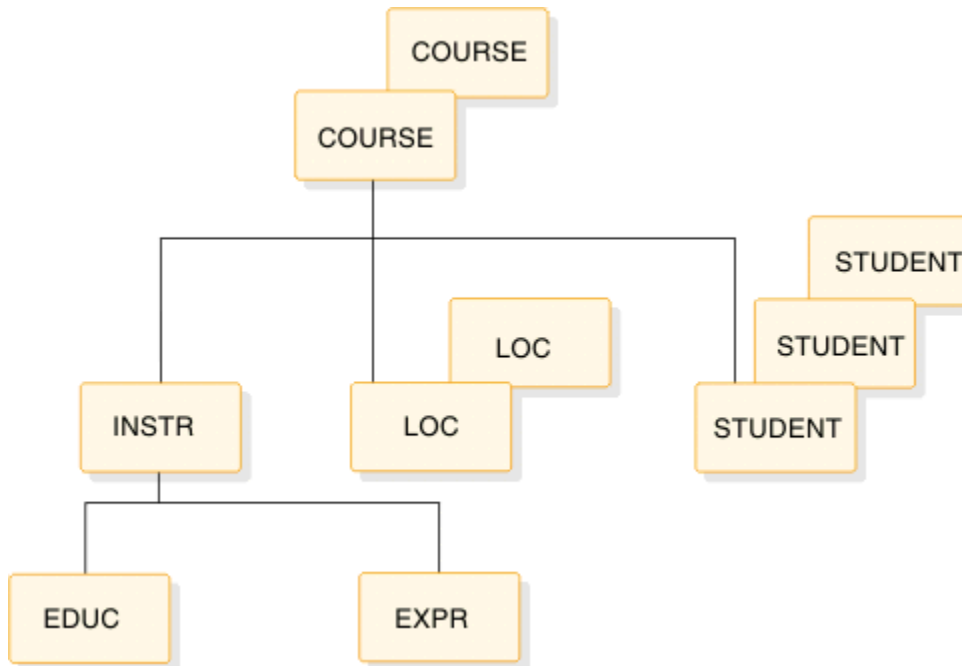 COURSE
COURSE
STUDENT
LOC
STUDENT
INSTR
LOC
STUDENT
EDUC
EXPR